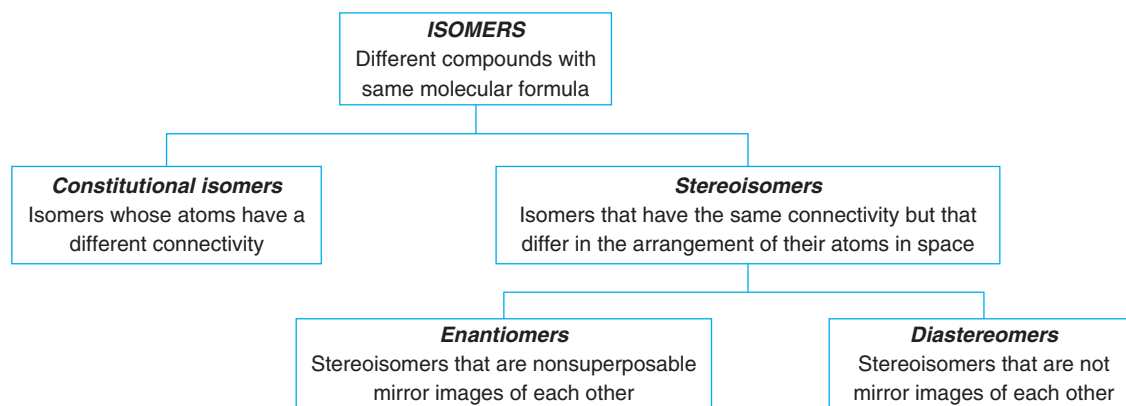 ISOMERS
Different compounds with
same molecular formula
Constitutional isomers
Isomers whose atoms have a
different connectivity
Stereoisomers
Isomers that have the same connectivity but that
differ in the arrangement of their atoms in space
Enantiomers
Stereoisomers that are nonsuperposable
mirror images of each other
Diastereomers
Stereoisomers that are not
mirror images of each other